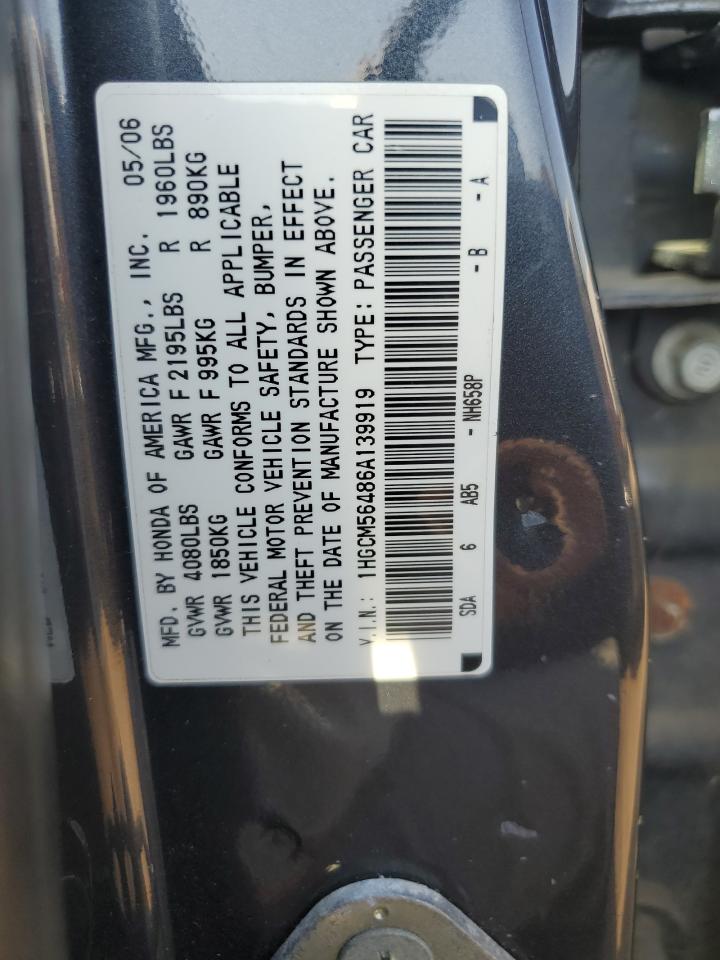 MFD. BY HONDA OF AMERICA MFG., INC. 05/06
GVWR 4080LBS GAWR F 2195LBS R 1960LBS
GVWR 1850KG GAWR F 995KG R 890KG
THIS VEHICLE CONFORMS TO ALL APPLICABLE
FEDERAL MOTOR VEHICLE SAFETY, BUMPER,
AND THEFT PREVENTION STANDARDS IN EFFECT
ON THE DATE OF MANUFACTURE SHOWN ABOVE.
V.I.N.: 1HGCM56486A139919 TYPE: PASSENGER CAR
SDA 6 AB5 - NH658P - B - A